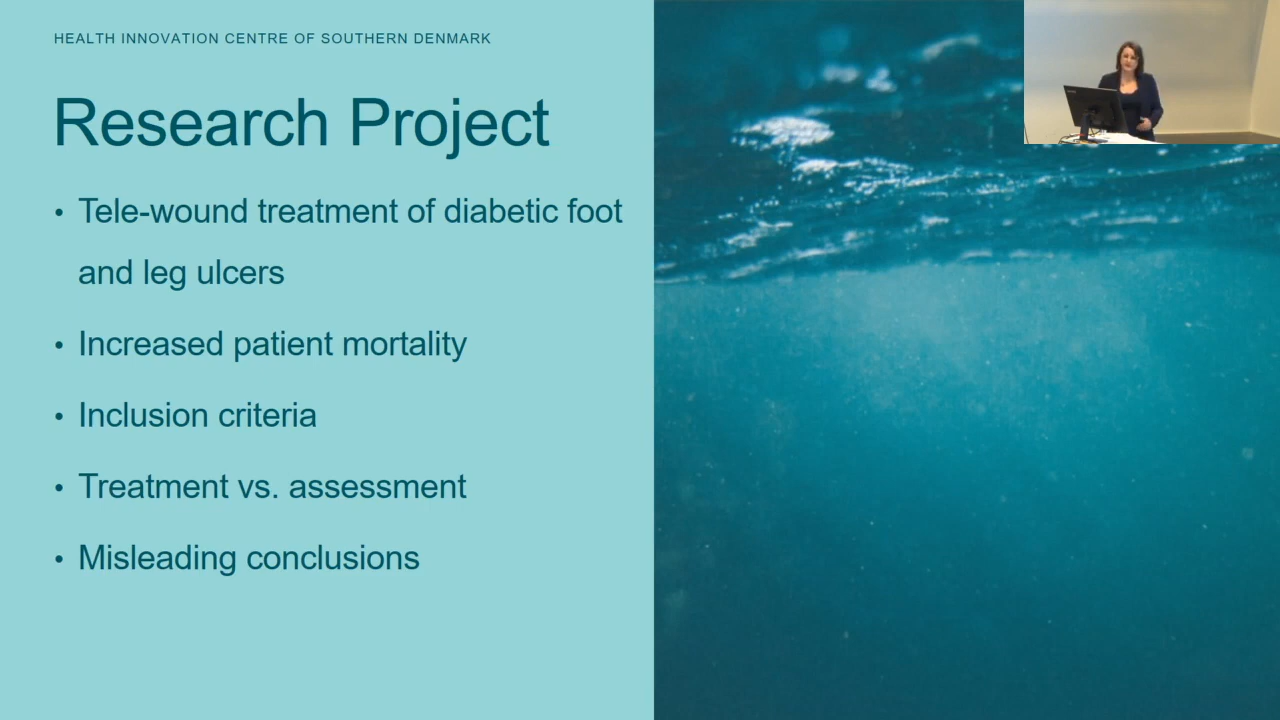 HEALTH INNOVATION CENTRE OF SOUTHERN DENMARK
Research Project
• Tele-wound treatment of diabetic foot
and leg ulcers
• Increased patient mortality
• Inclusion criteria
• Treatment vs. assessment
• Misleading conclusions